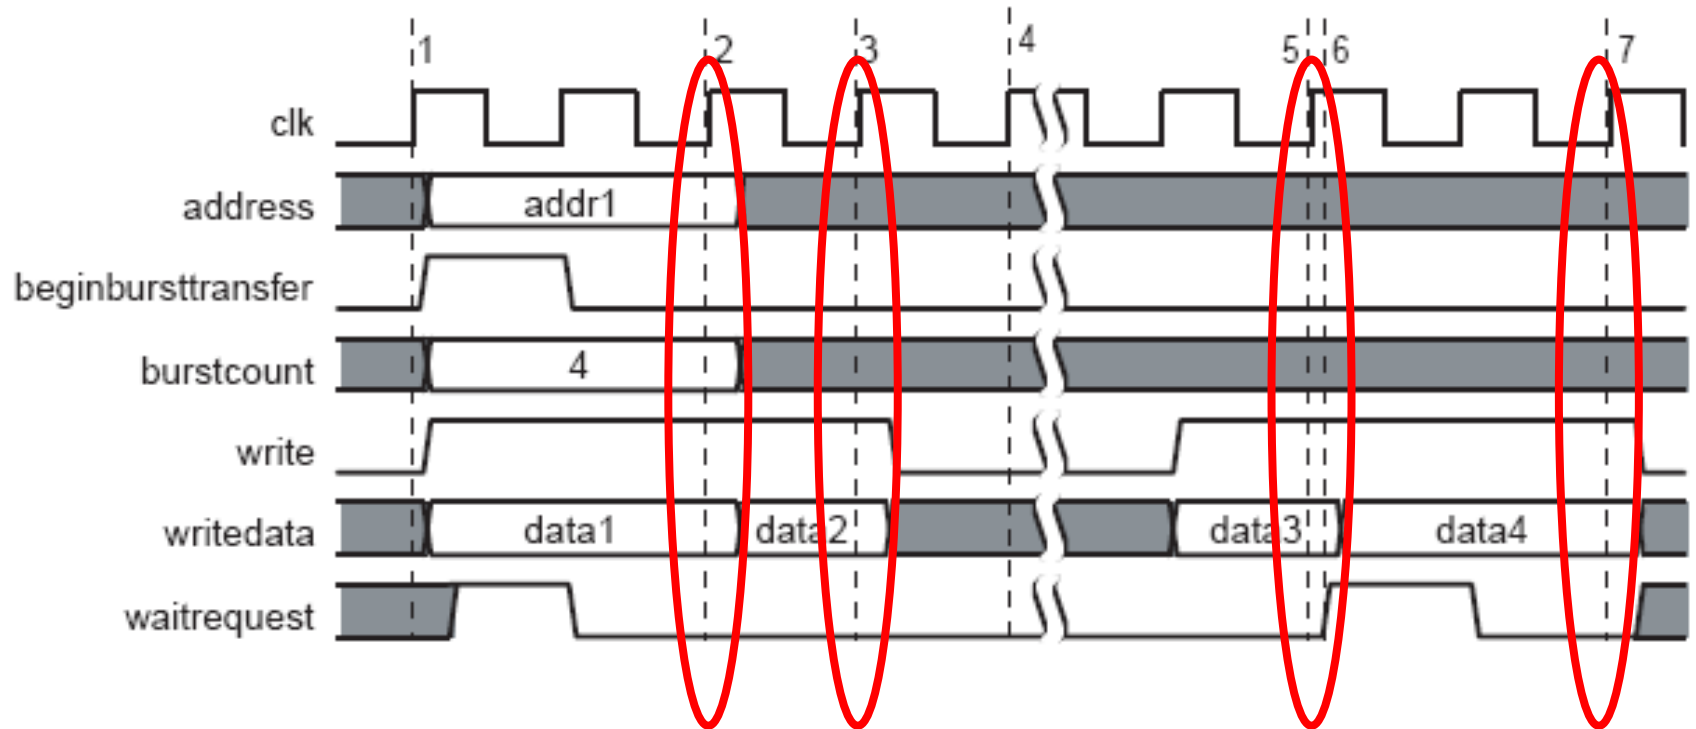 1 2 3 4 5 6 7
clk
address addr1
beginbursttransfer
burstcount 4
write
writedata data1 data2 data3 data4
waitrequest